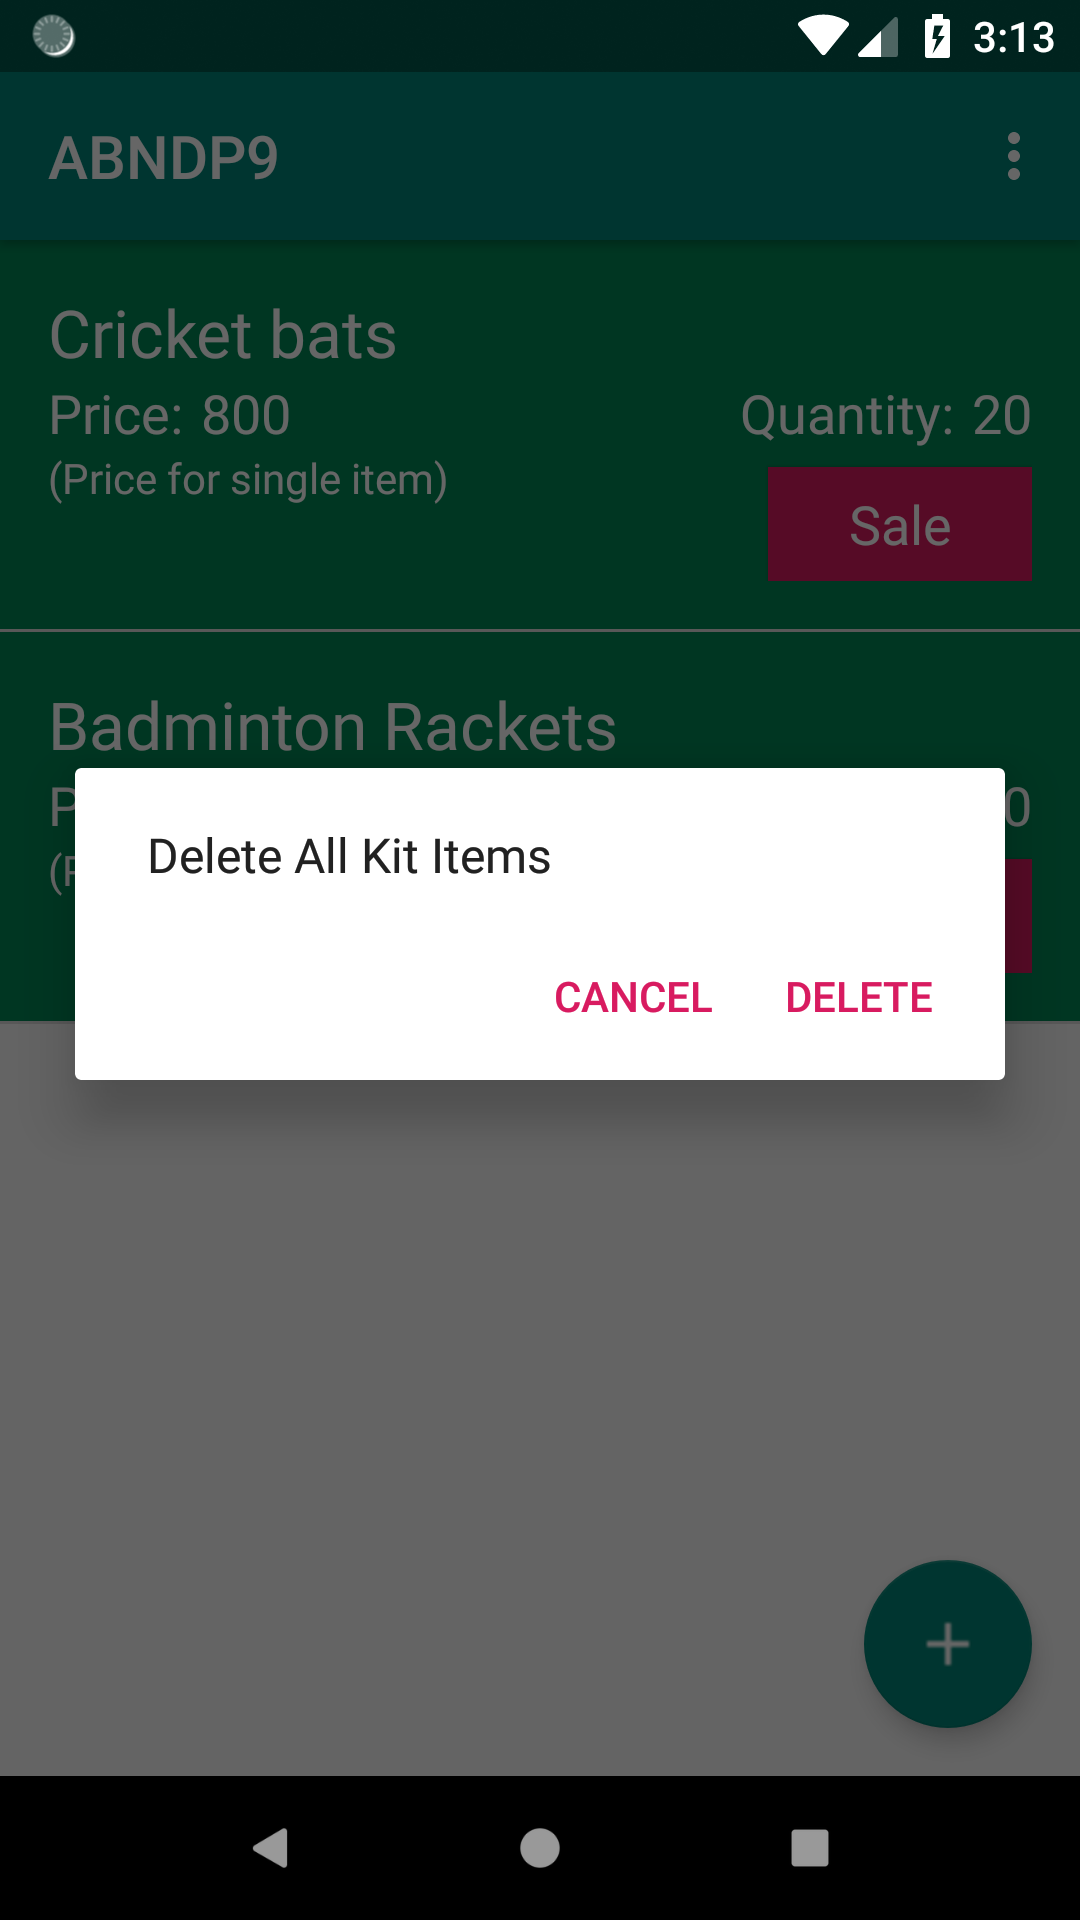 3:13
ABNDP9
Cricket bats
Price: 800
Quantity: 20
(Price for single item)
Sale
Badminton Rackets
Delete All Kit Items
CANCEL
DELETE